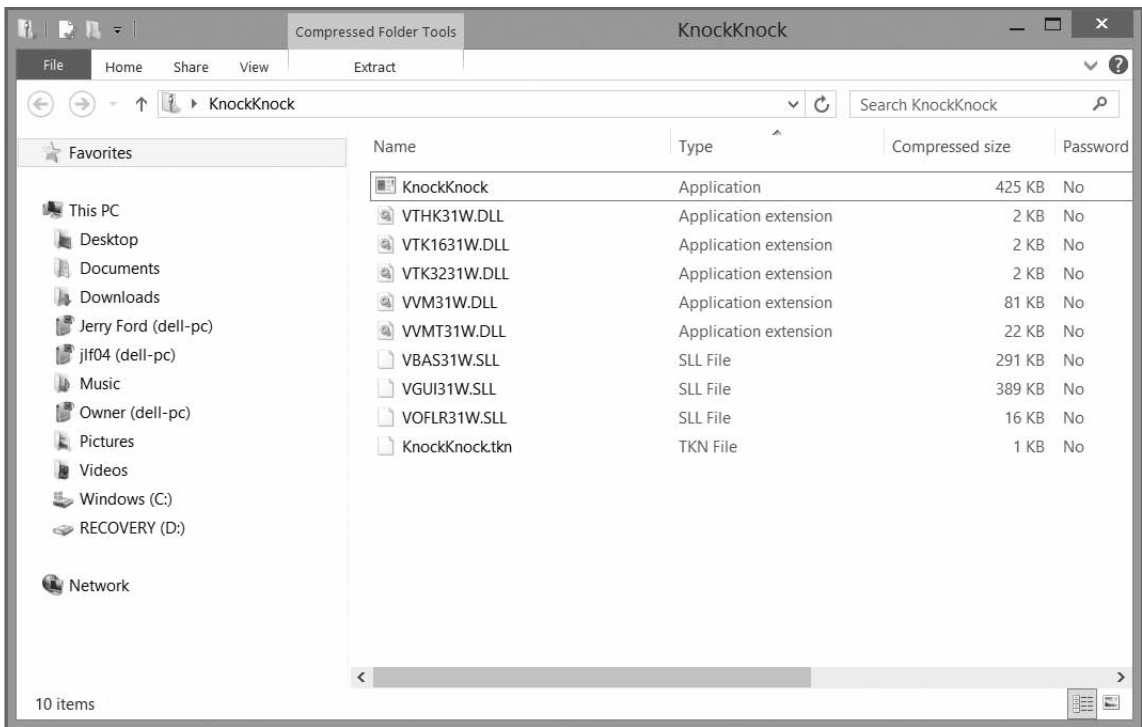 Compressed Folder Tools KnockKnock
File Home Share View Extract
KnockKnock Search KnockKnock
Favorites
This PC
Desktop
Documents
Downloads
Jerry Ford (dell-pc)
jlf04 (dell-pc)
Music
Owner (dell-pc)
Pictures
Videos
Windows (C:)
RECOVERY (D:)
Network
Name Type Compressed size Password
KnockKnock Application 425 KB No
VTHK31W.DLL Application extension 2 KB No
VTK1631W.DLL Application extension 2 KB No
VTK3231W.DLL Application extension 2 KB No
VVM31W.DLL Application extension 81 KB No
VVMT31W.DLL Application extension 22 KB No
VBAS31W.SLL SLL File 291 KB No
VGUI31W.SLL SLL File 389 KB No
VOFLR31W.SLL SLL File 16 KB No
KnockKnock.tkn TKN File 1 KB No
10 items